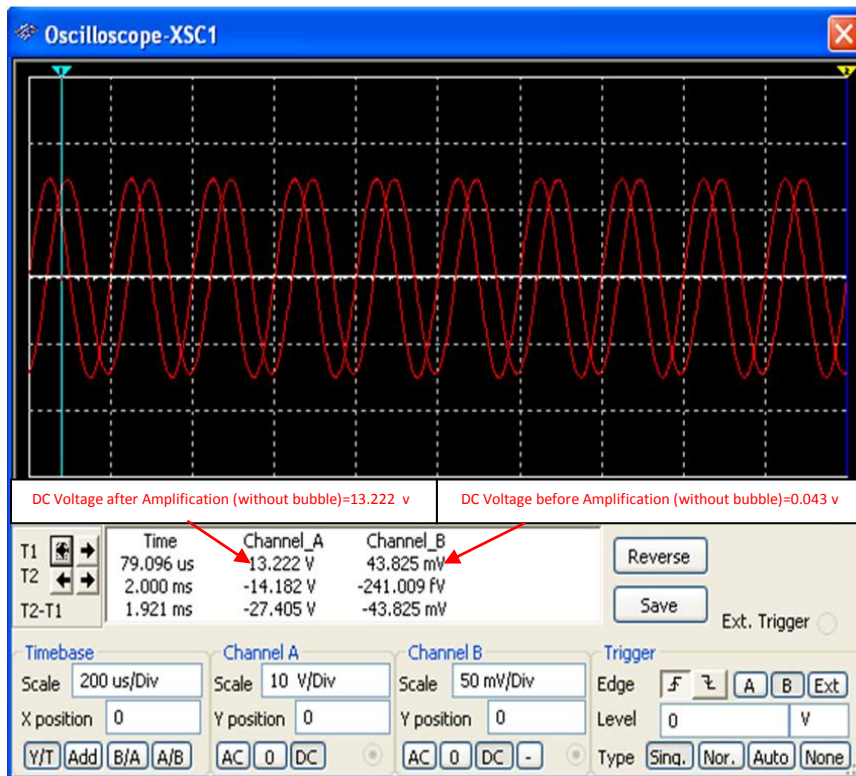 Oscilloscope-XSC1
1
2
DC Voltage after Amplification (without bubble)=13.222 v
DC Voltage before Amplification (without bubble)=0.043 v
Time Channel_A Channel_B
T1 79.096 us 13.222 V 43.825 mV
T2 2.000 ms -14.182 V -241.009 fV
T2-T1 1.921 ms -27.405 V -43.825 mV
Reverse
Save
Ext. Trigger
Timebase
Scale 200 us/Div
X position 0
Y/T Add B/A A/B
Channel A
Scale 10 V/Div
Y position 0
AC 0 DC
Channel B
Scale 50 mV/Div
Y position 0
AC 0 DC -
Trigger
Edge A B Ext
Level 0 V
Type Sing. Nor. Auto None